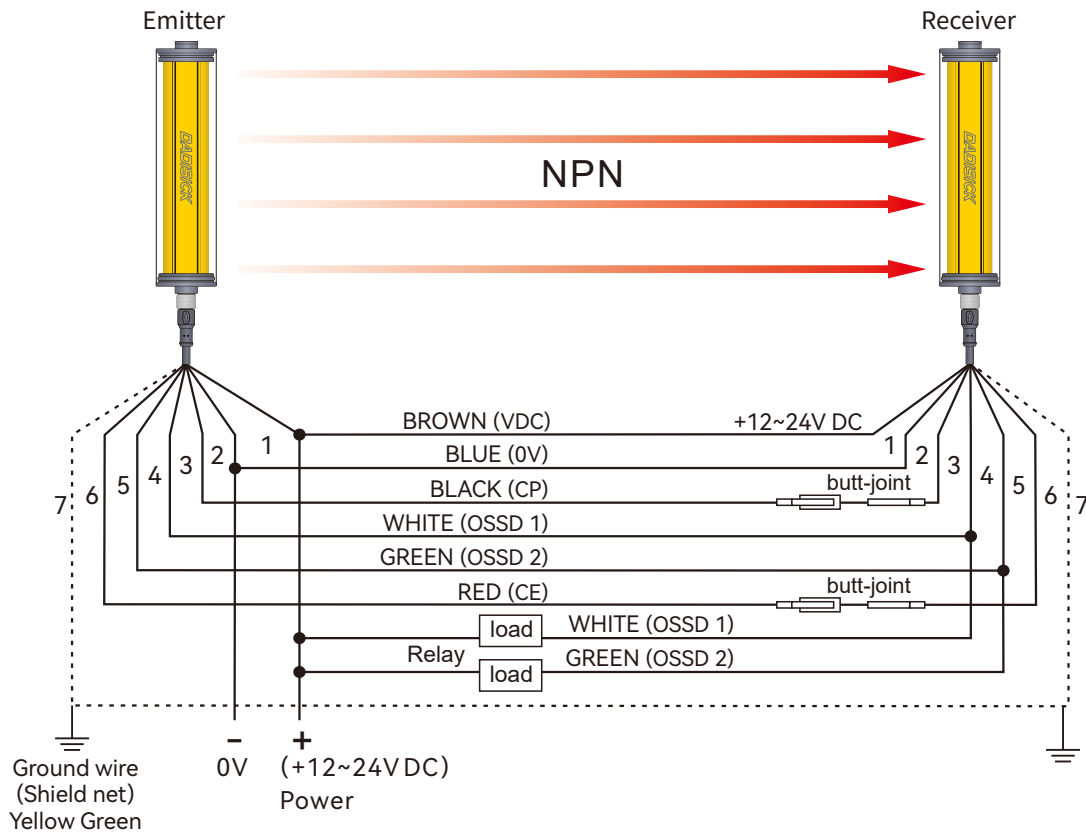 Emitter
Receiver
DADISICK
DADISICK
NPN
BROWN (VDC)
+12~24V DC
BLUE (0V)
BLACK (CP)
butt-joint
WHITE (OSSD 1)
GREEN (OSSD 2)
RED (CE)
butt-joint
1
2
3
4
5
6
7
1
2
3
4
5
6
7
load
WHITE (OSSD 1)
Relay
load
GREEN (OSSD 2)
−
+
0V
(+12~24V DC)
Power
Ground wire
(Shield net)
Yellow Green